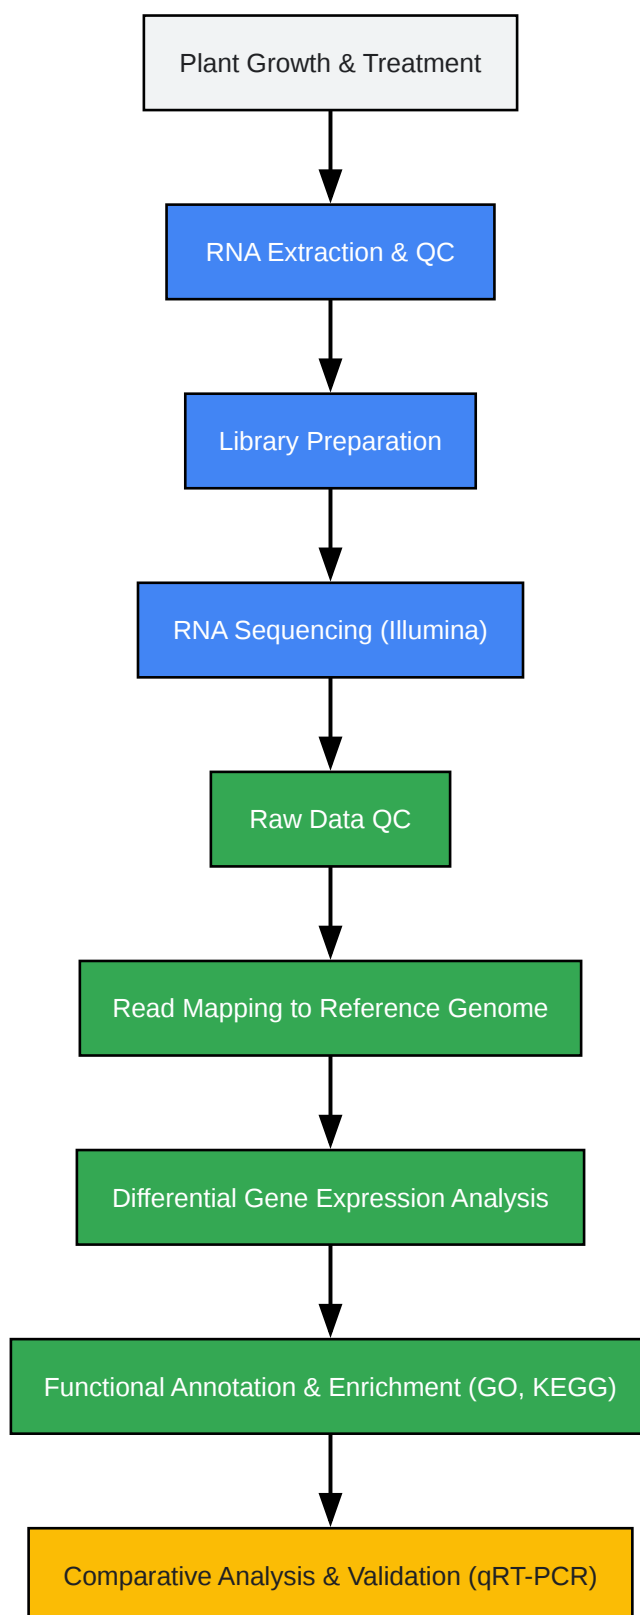 Plant Growth & Treatment
RNA Extraction & QC
Library Preparation
RNA Sequencing (Illumina)
Raw Data QC
Read Mapping to Reference Genome
Differential Gene Expression Analysis
Functional Annotation & Enrichment (GO, KEGG)
Comparative Analysis & Validation (qRT-PCR)